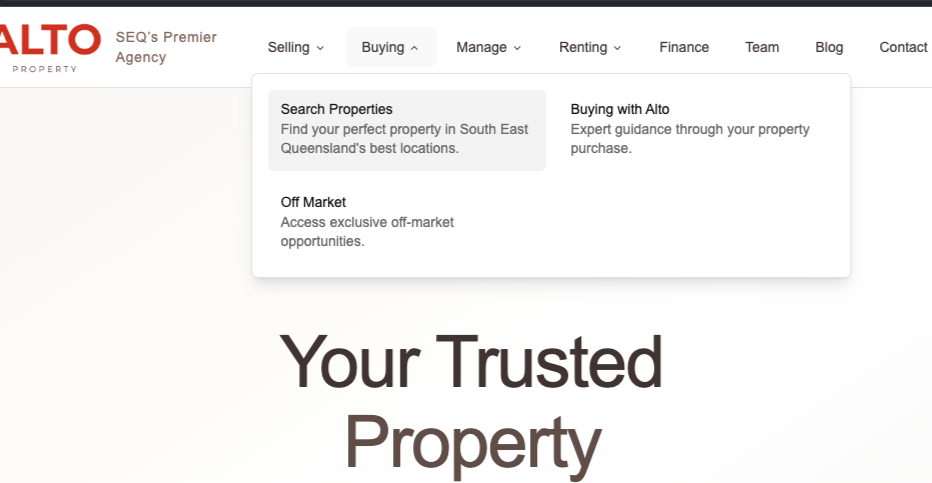 ALTO
PROPERTY
SEQ's Premier
Agency
Selling
Buying
Manage
Renting
Finance
Team
Blog
Contact
Search Properties
Find your perfect property in South East
Queensland's best locations.
Buying with Alto
Expert guidance through your property
purchase.
Off Market
Access exclusive off-market
opportunities.
Your Trusted
Property